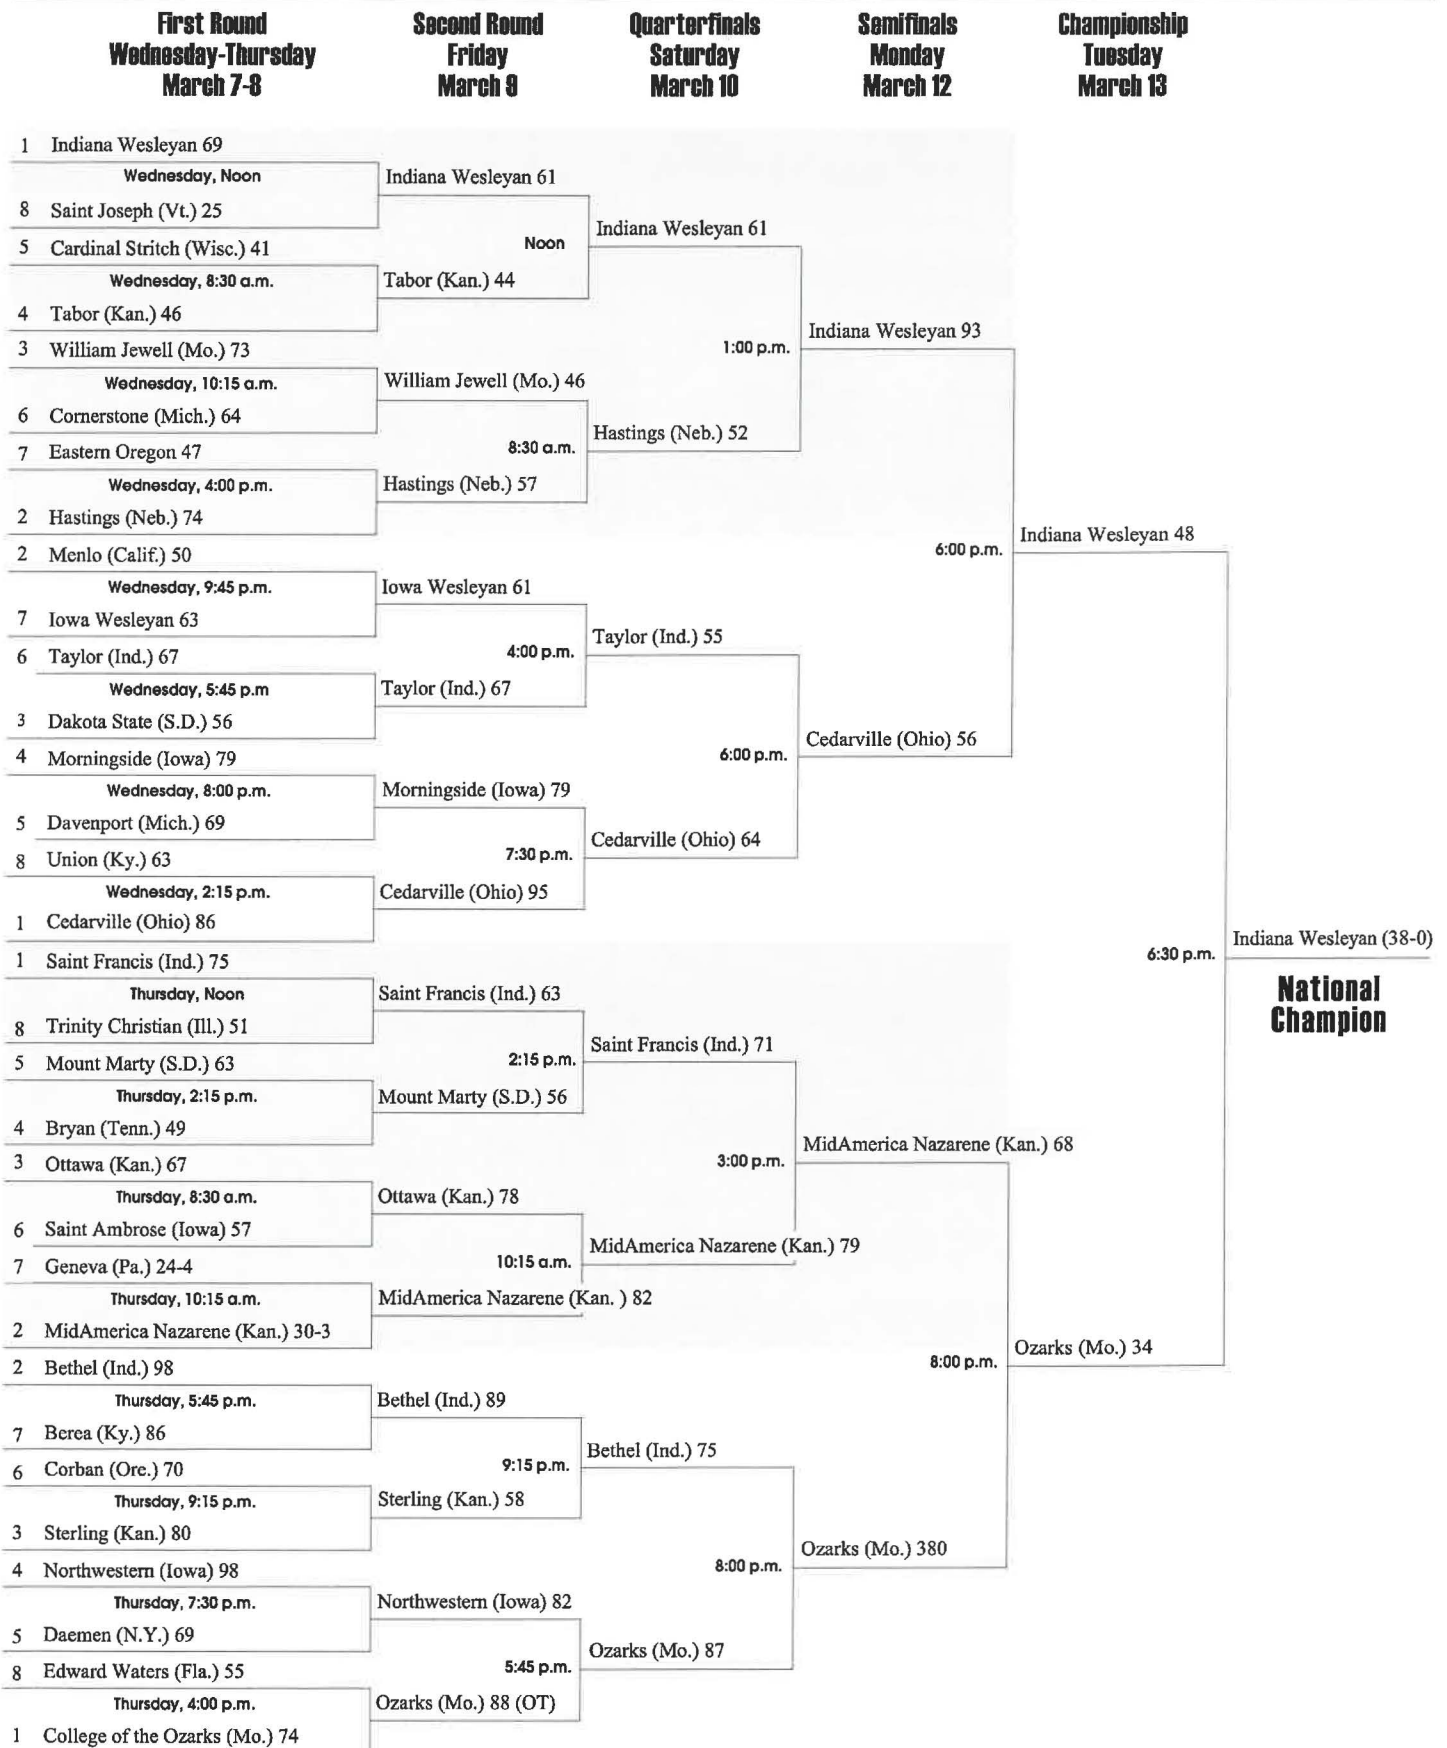 First Round
Wednesday-Thursday
March 7-8
Second Round
Friday
March 9
Quarterfinals
Saturday
March 10
Semifinals
Monday
March 12
Championship
Tuesday
March 13
1 Indiana Wesleyan 69
Wednesday, Noon
8 Saint Joseph (Vt.) 25
5 Cardinal Stritch (Wisc.) 41
Wednesday, 8:30 a.m.
4 Tabor (Kan.) 46
3 William Jewell (Mo.) 73
Wednesday, 10:15 a.m.
6 Cornerstone (Mich.) 64
7 Eastern Oregon 47
Wednesday, 4:00 p.m.
2 Hastings (Neb.) 74
2 Menlo (Calif.) 50
Wednesday, 9:45 p.m.
7 Iowa Wesleyan 63
6 Taylor (Ind.) 67
Wednesday, 5:45 p.m
3 Dakota State (S.D.) 56
4 Morningside (Iowa) 79
Wednesday, 8:00 p.m.
5 Davenport (Mich.) 69
8 Union (Ky.) 63
Wednesday, 2:15 p.m.
1 Cedarville (Ohio) 86
1 Saint Francis (Ind.) 75
Thursday, Noon
8 Trinity Christian (Ill.) 51
5 Mount Marty (S.D.) 63
Thursday, 2:15 p.m.
4 Bryan (Tenn.) 49
3 Ottawa (Kan.) 67
Thursday, 8:30 a.m.
6 Saint Ambrose (Iowa) 57
7 Geneva (Pa.) 24-4
Thursday, 10:15 a.m.
2 MidAmerica Nazarene (Kan.) 30-3
2 Bethel (Ind.) 98
Thursday, 5:45 p.m.
7 Berea (Ky.) 86
6 Corban (Ore.) 70
Thursday, 9:15 p.m.
3 Sterling (Kan.) 80
4 Northwestern (Iowa) 98
Thursday, 7:30 p.m.
5 Daemen (N.Y.) 69
8 Edward Waters (Fla.) 55
Thursday, 4:00 p.m.
1 College of the Ozarks (Mo.) 74
Indiana Wesleyan 61
Noon
Tabor (Kan.) 44
William Jewell (Mo.) 46
8:30 a.m.
Hastings (Neb.) 57
Iowa Wesleyan 61
4:00 p.m.
Taylor (Ind.) 67
Morningside (Iowa) 79
7:30 p.m.
Cedarville (Ohio) 95
Saint Francis (Ind.) 63
2:15 p.m.
Mount Marty (S.D.) 56
Ottawa (Kan.) 78
10:15 a.m.
MidAmerica Nazarene (Kan. ) 82
Bethel (Ind.) 89
9:15 p.m.
Sterling (Kan.) 58
Northwestern (Iowa) 82
5:45 p.m.
Ozarks (Mo.) 88 (OT)
Indiana Wesleyan 61
1:00 p.m.
Hastings (Neb.) 52
Taylor (Ind.) 55
6:00 p.m.
Cedarville (Ohio) 64
Saint Francis (Ind.) 71
3:00 p.m.
MidAmerica Nazarene (Kan.) 79
Bethel (Ind.) 75
8:00 p.m.
Ozarks (Mo.) 87
Indiana Wesleyan 93
6:00 p.m.
Cedarville (Ohio) 56
MidAmerica Nazarene (Kan.) 68
8:00 p.m.
Ozarks (Mo.) 380
Indiana Wesleyan 48
6:30 p.m.
Ozarks (Mo.) 34
Indiana Wesleyan (38-0)
National
Champion